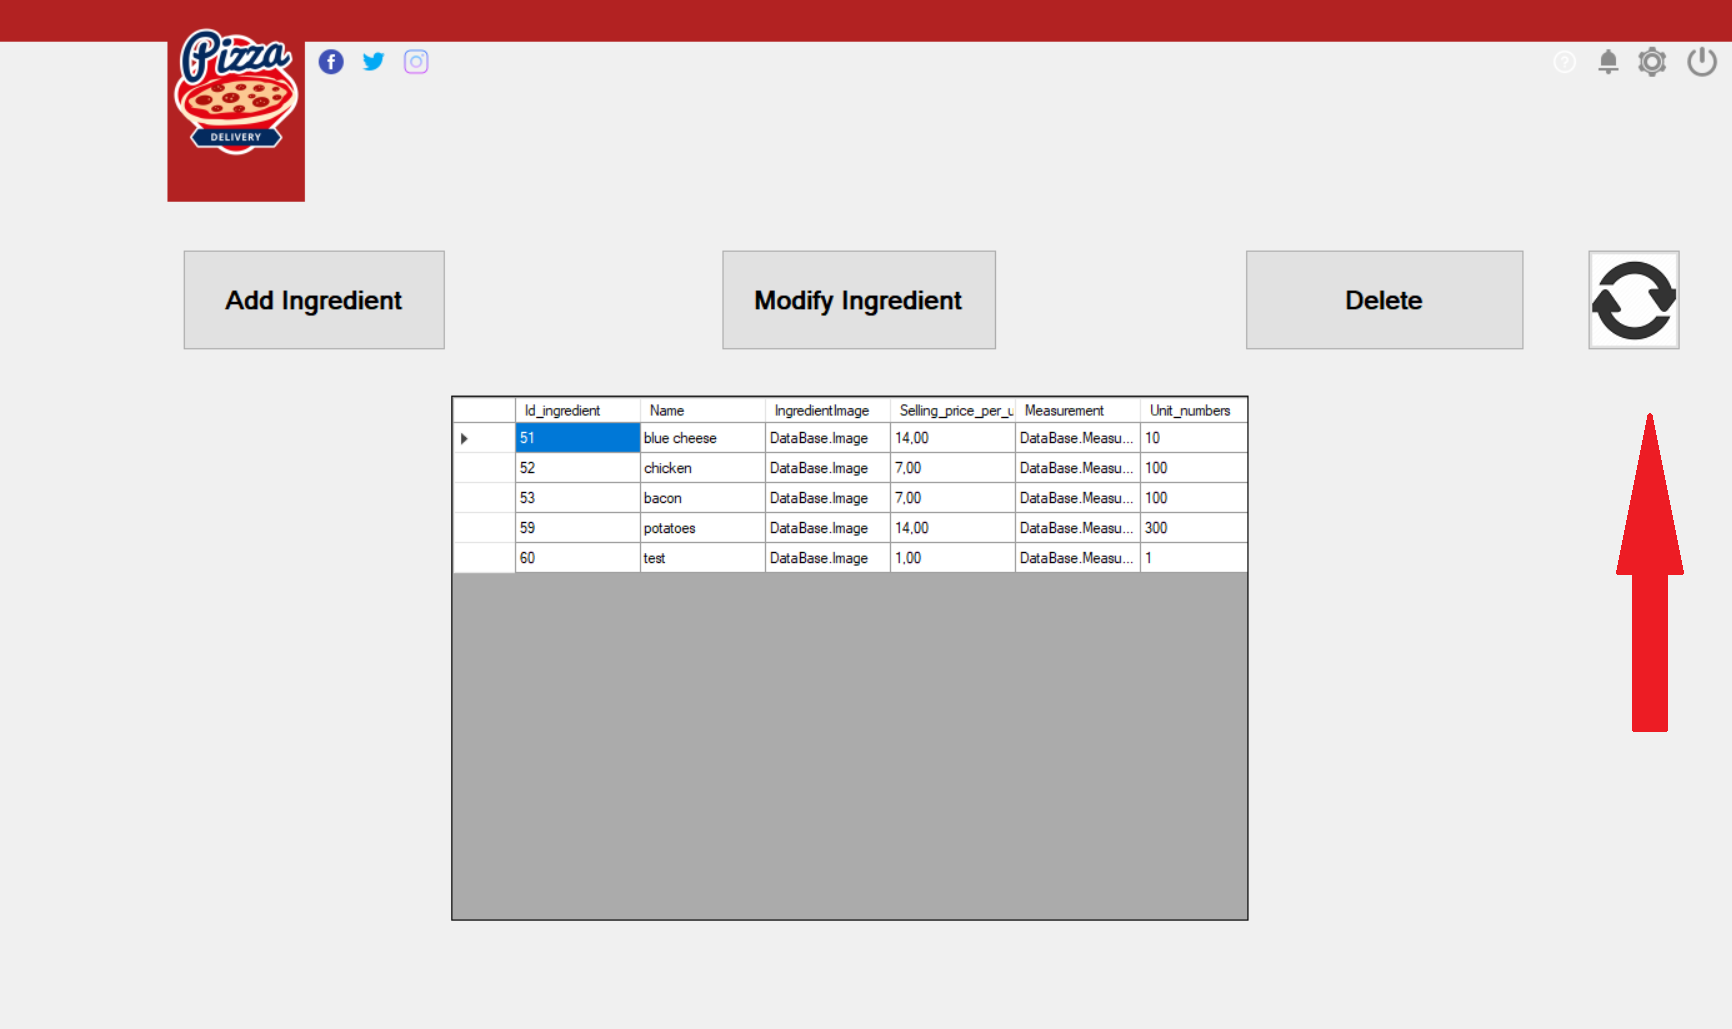 Pizza
DELIVERY
Add Ingredient
Modify Ingredient
Delete
Id_ingredient Name IngredientImage Selling_price_per_u Measurement Unit_numbers
51 blue cheese DataBase.Image 14,00 DataBase.Measu... 10
52 chicken DataBase.Image 7,00 DataBase.Measu... 100
53 bacon DataBase.Image 7,00 DataBase.Measu... 100
59 potatoes DataBase.Image 14,00 DataBase.Measu... 300
60 test DataBase.Image 1,00 DataBase.Measu... 1